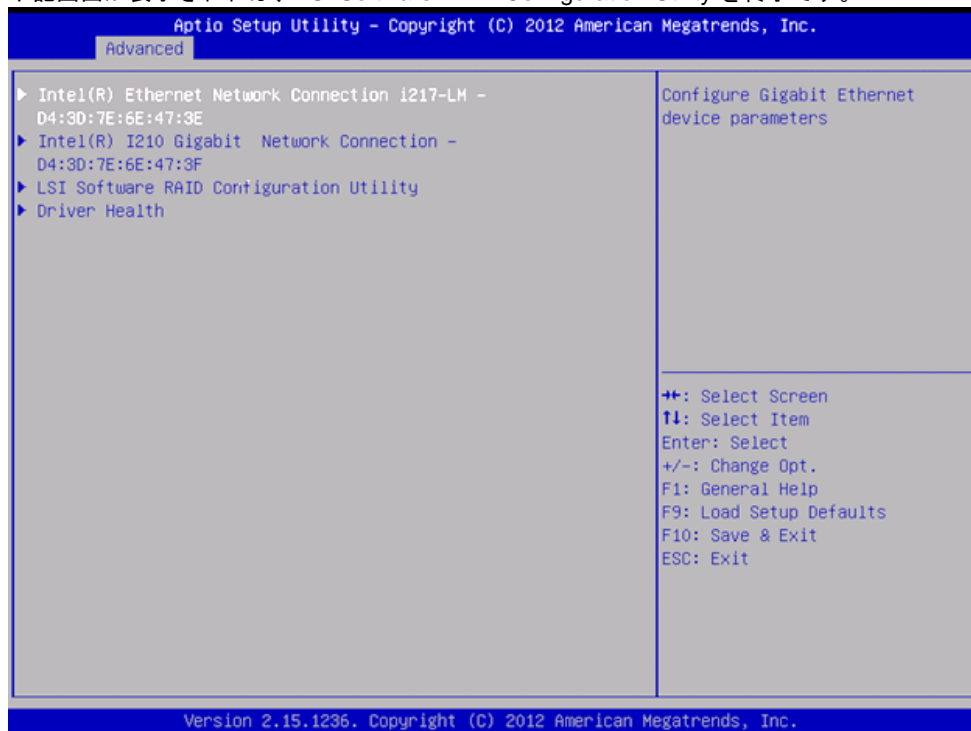 Aptio Setup Utility – Copyright (C) 2012 American Megatrends, Inc.
Advanced
Intel(R) Ethernet Network Connection i217-LM –
D4:3D:7E:6E:47:3E
Intel(R) I210 Gigabit  Network Connection –
D4:3D:7E:6E:47:3F
LSI Software RAID Configuration Utility
Driver Health
Configure Gigabit Ethernet
device parameters
→←: Select Screen
↑↓: Select Item
Enter: Select
+/-: Change Opt.
F1: General Help
F9: Load Setup Defaults
F10: Save & Exit
ESC: Exit
Version 2.15.1236. Copyright (C) 2012 American Megatrends, Inc.